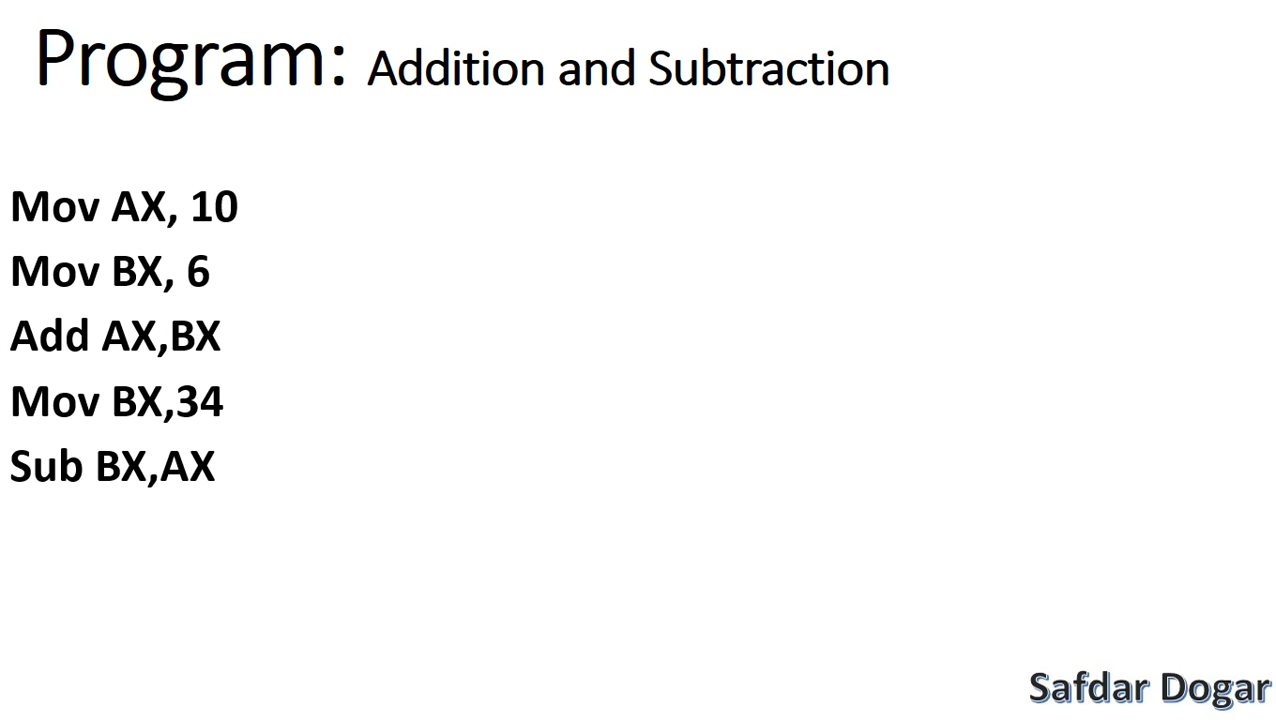 Program: Addition and Subtraction
Mov AX, 10
Mov BX, 6
Add AX,BX
Mov BX,34
Sub BX,AX
Safdar Dogar